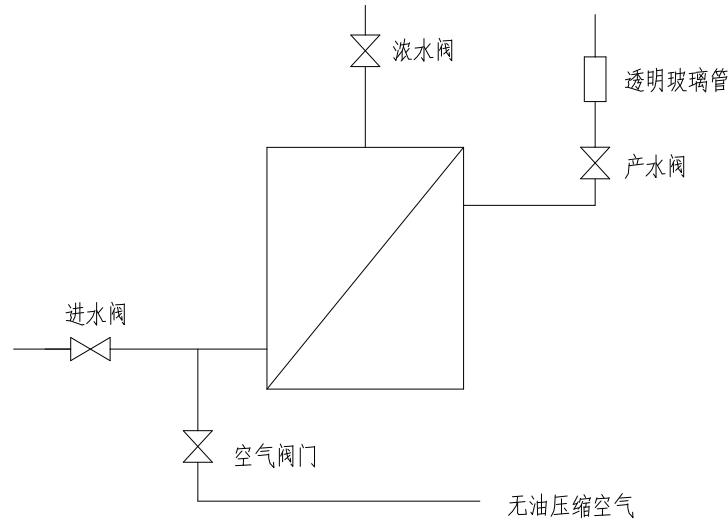 浓水阀
透明玻璃管
产水阀
进水阀
空气阀门
无油压缩空气